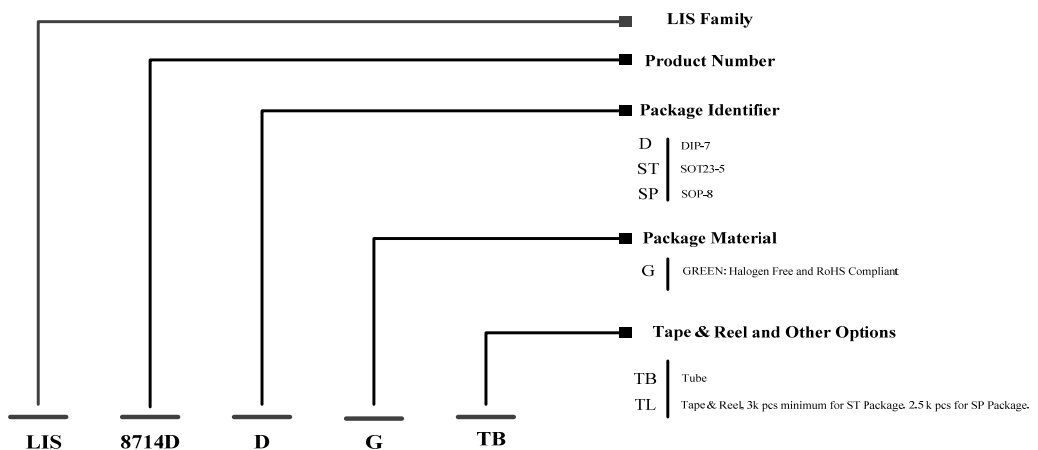 LIS Family
Product Number
Package Identifier
D DIP-7
ST SOT23-5
SP SOP-8
Package Material
G GREEN: Halogen Free and RoHS Compliant
Tape & Reel and Other Options
TB Tube
TL Tape & Reel, 3k pcs minimum for ST Package. 2.5 k pcs for SP Package.
LIS 8714D D G TB